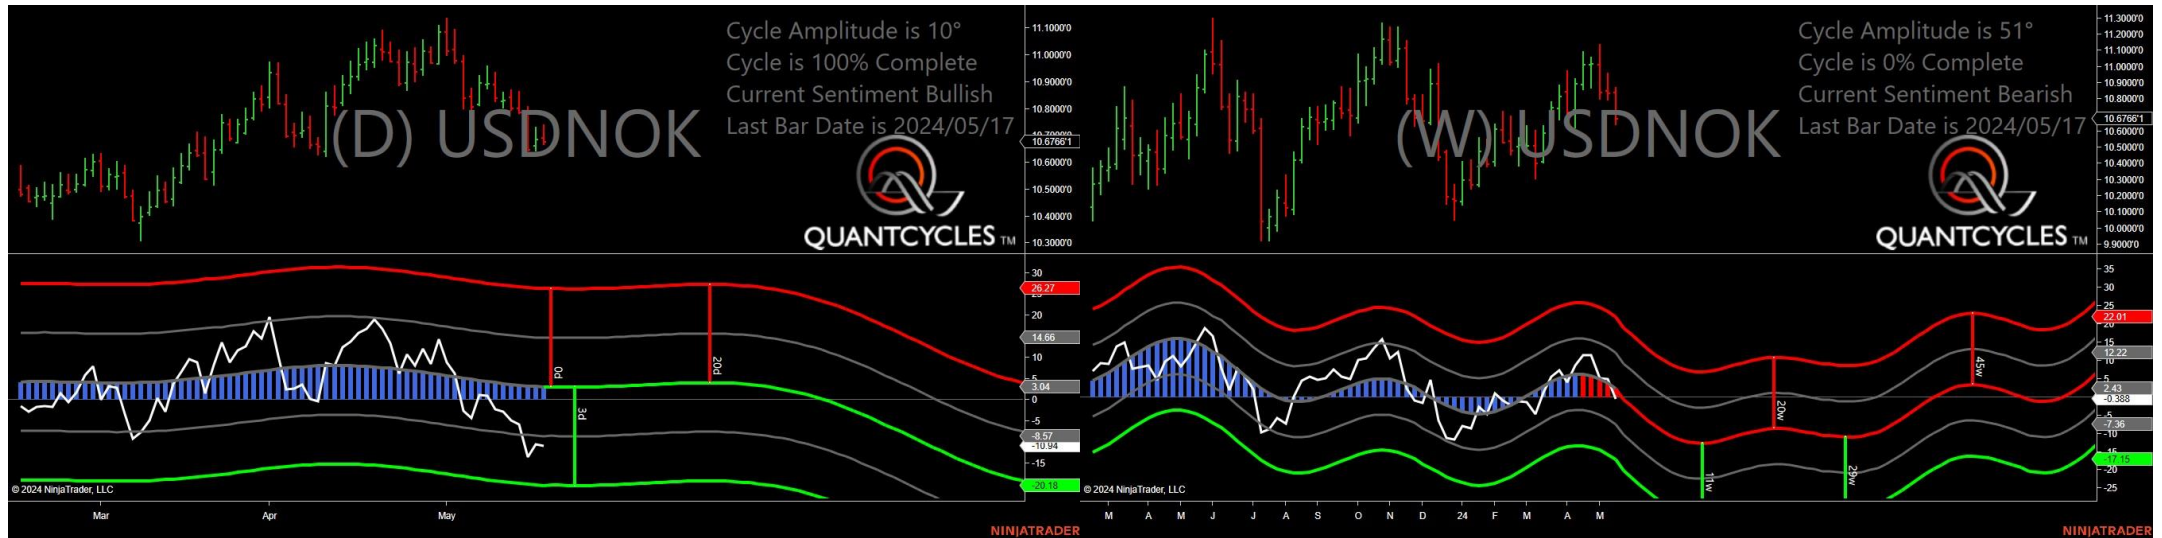 Cycle Amplitude is 10°
Cycle is 100% Complete
Current Sentiment Bullish
Last Bar Date is 2024/05/17
(D) USDNOK
QUANTCYCLES TM
11.1000'0
11.0000'0
10.9000'0
10.8000'0
10.6766'1
10.6000'0
10.5000'0
10.4000'0
10.3000'0
30
26.27
20
14.66
10
3.04
0
-5
-8.57
-10.94
-15
-20.18
0d
3d
20d
© 2024 NinjaTrader, LLC
Mar Apr May
NINJATRADER
Cycle Amplitude is 51°
Cycle is 0% Complete
Current Sentiment Bearish
Last Bar Date is 2024/05/17
(W) USDNOK
QUANTCYCLES TM
11.3000'0
11.2000'0
11.1000'0
11.0000'0
10.9000'0
10.8000'0
10.6766'1
10.6000'0
10.5000'0
10.4000'0
10.3000'0
10.2000'0
10.1000'0
10.0000'0
9.9000'0
35
30
25
22.01
20
15
12.22
10
5
2.43
-0.388
-5
-7.36
-10
-15
-17.15
-20
-25
11w
20w
29w
45w
© 2024 NinjaTrader, LLC
M A M J J A S O N D 24 F M A M
NINJATRADER